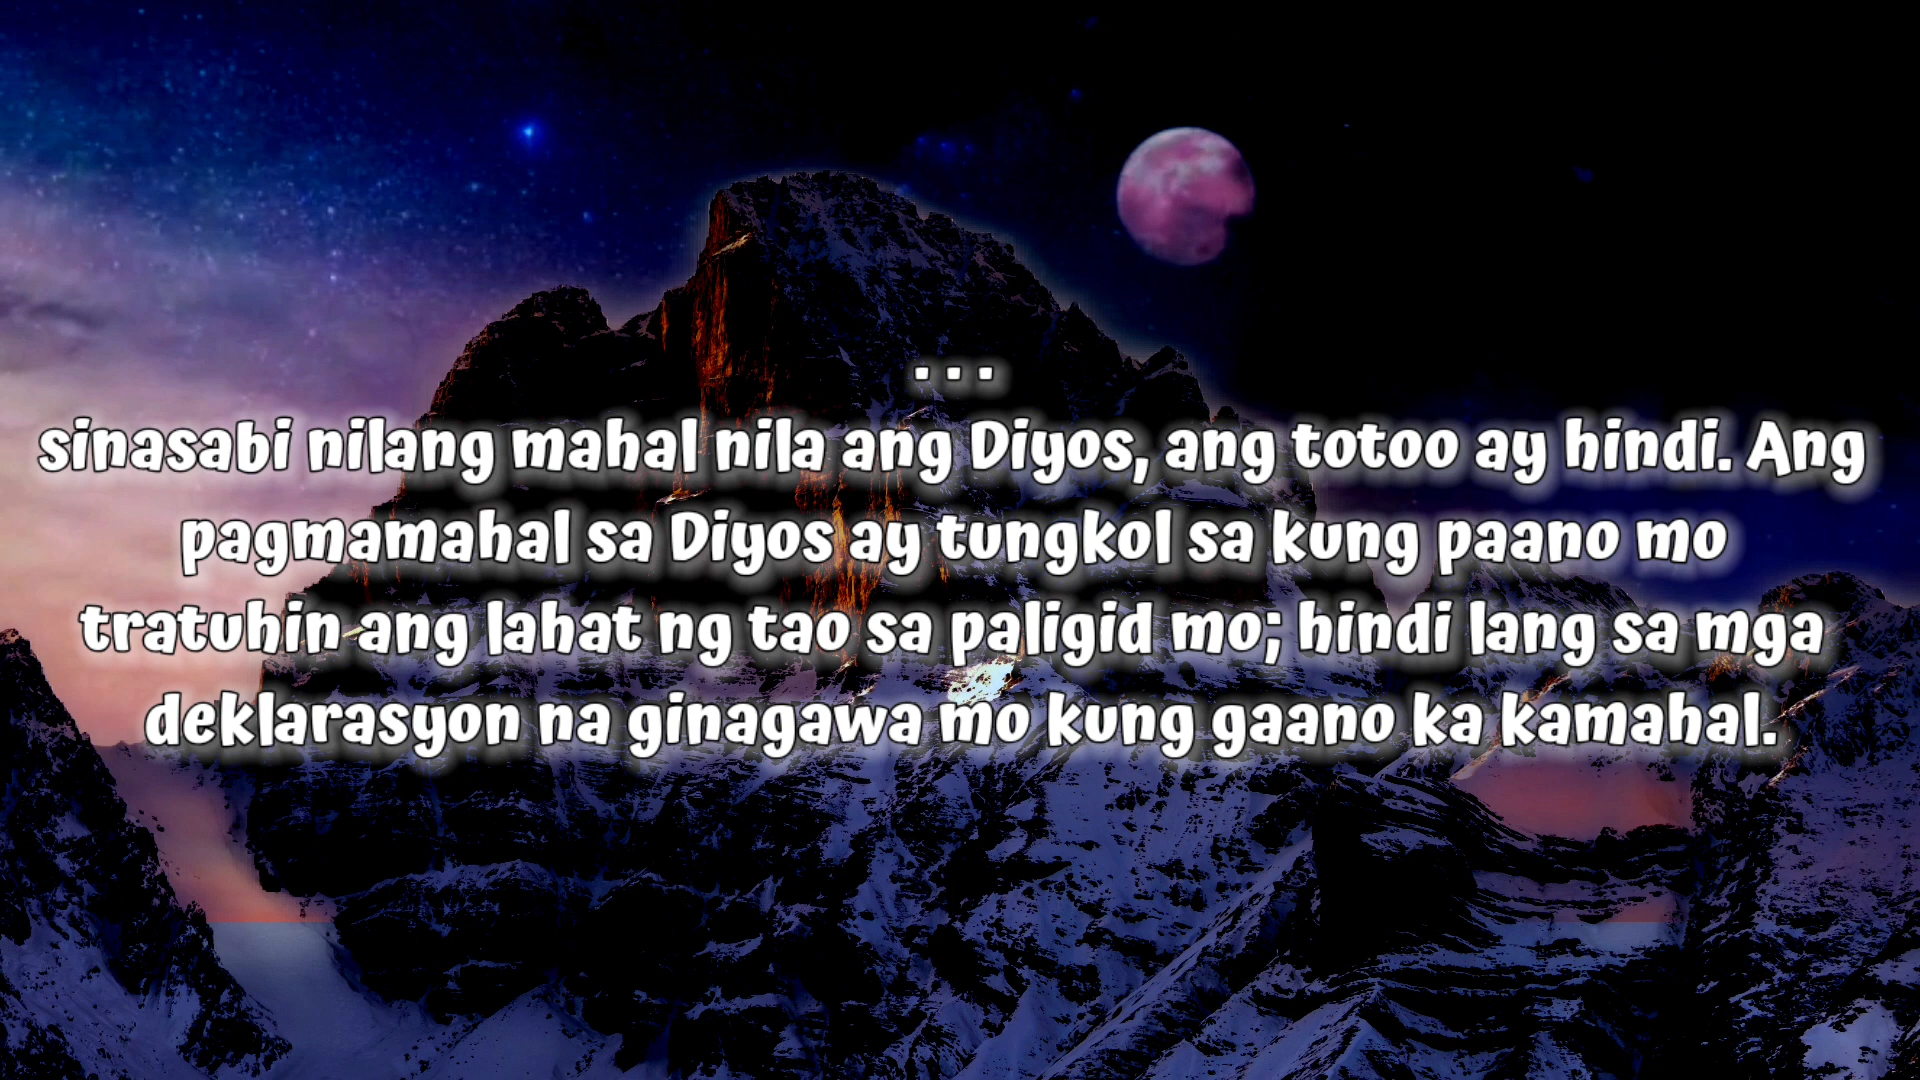 ...
sinasabi nilang mahal nila ang Diyos, ang totoo ay hindi. Ang
pagmamahal sa Diyos ay tungkol sa kung paano mo
tratuhin ang lahat ng tao sa paligid mo; hindi lang sa mga
deklarasyon na ginagawa mo kung gaano ka kamahal.